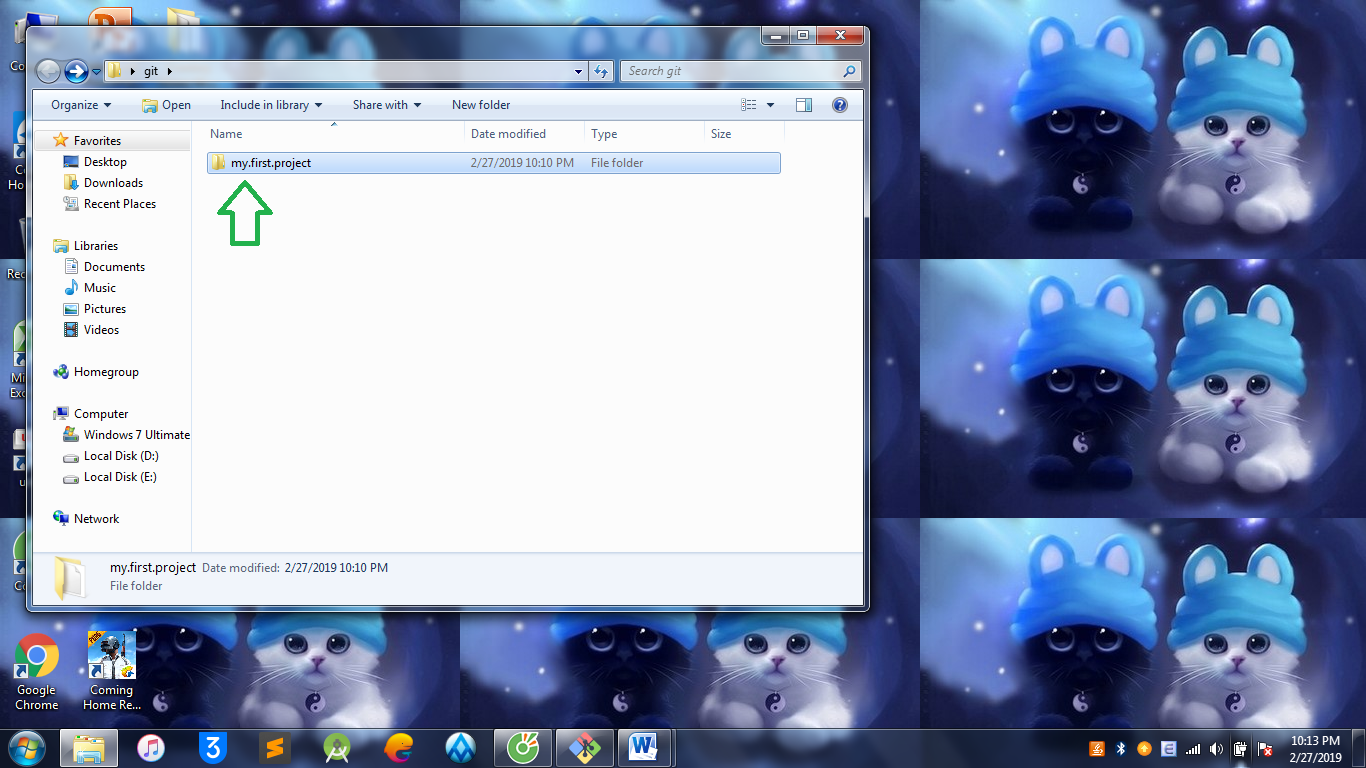 git
Search git
Organize
Open
Include in library
Share with
New folder
Name
Date modified
Type
Size
my.first.project
2/27/2019 10:10 PM
File folder
Favorites
Desktop
Downloads
Recent Places
Libraries
Documents
Music
Pictures
Videos
Homegroup
Computer
Windows 7 Ultimate
Local Disk (D:)
Local Disk (E:)
Network
my.first.project Date modified: 2/27/2019 10:10 PM
File folder
Google
Chrome
Coming
Home Re...
10:13 PM
2/27/2019